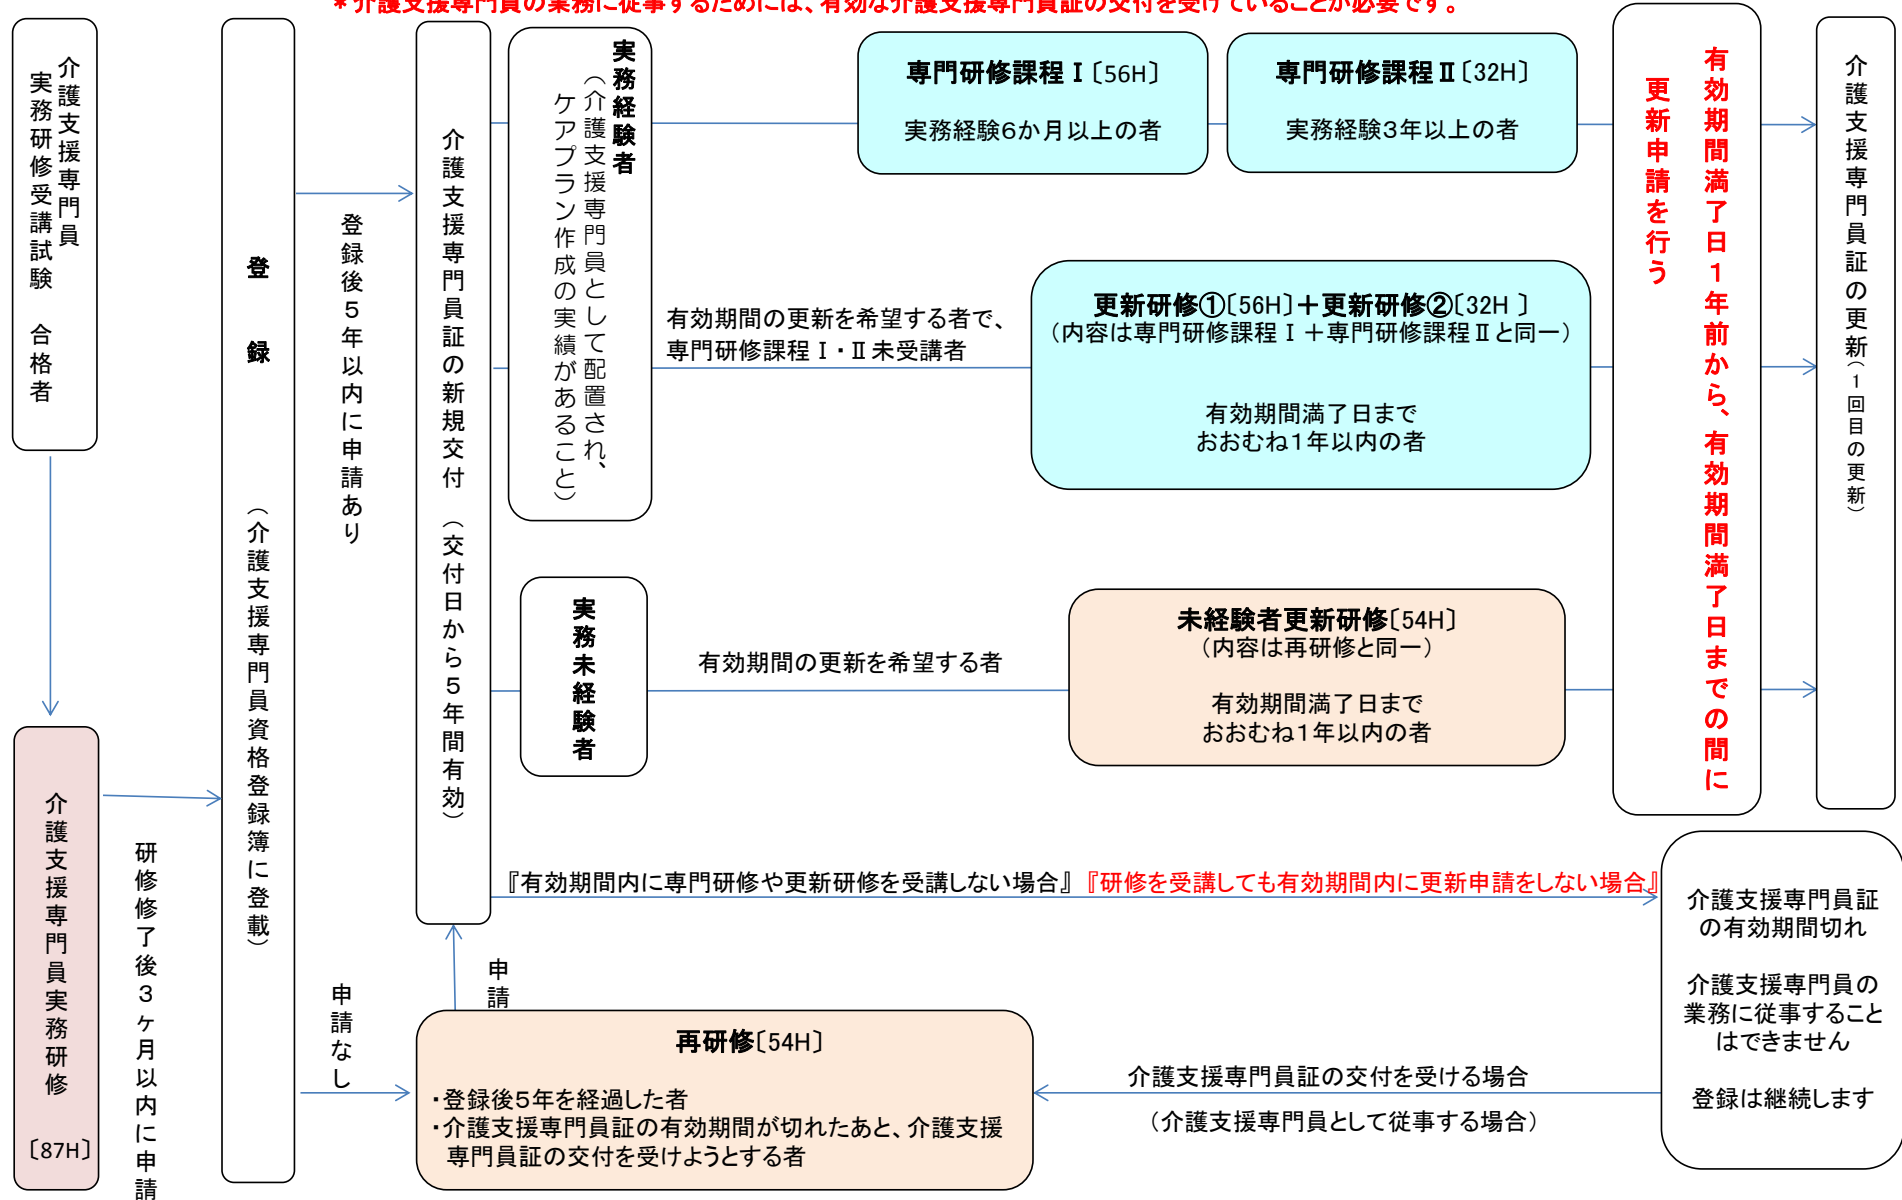 *介護支援専門員の業務に従事するためには、有効な介護支援専門員証の交付を受けていることが必要です。
介護支援専門員
実務研修受講試験　合格者
介護支援専門員実務研修
〔87H〕
研修修了後3ヶ月以内に申請
登　録
（介護支援専門員資格登録簿に登載）
登録後5年以内に申請あり
申請なし
介護支援専門員証の新規交付　（交付日から5年間有効）
申請
実務経験者
（介護支援専門員として配置され、
ケアプラン作成の実績があること）
専門研修課程Ⅰ〔56H〕
実務経験6か月以上の者
専門研修課程Ⅱ〔32H〕
実務経験3年以上の者
有効期間の更新を希望する者で、
専門研修課程Ⅰ・Ⅱ未受講者
更新研修①〔56H〕＋更新研修②〔32H 〕
（内容は専門研修課程Ⅰ＋専門研修課程Ⅱと同一）
有効期間満了日まで
おおむね1年以内の者
実務未経験者
有効期間の更新を希望する者
未経験者更新研修〔54H〕
（内容は再研修と同一）
有効期間満了日まで
おおむね1年以内の者
有効期間満了日1年前から、有効期間満了日までの間に
更新申請を行う
介護支援専門員証の更新（1回目の更新）
『有効期間内に専門研修や更新研修を受講しない場合』『研修を受講しても有効期間内に更新申請をしない場合』
介護支援専門員証
の有効期間切れ
介護支援専門員の
業務に従事すること
はできません
登録は継続します
介護支援専門員証の交付を受ける場合
（介護支援専門員として従事する場合）
再研修〔54H〕
・登録後5年を経過した者
・介護支援専門員証の有効期間が切れたあと、介護支援
専門員証の交付を受けようとする者